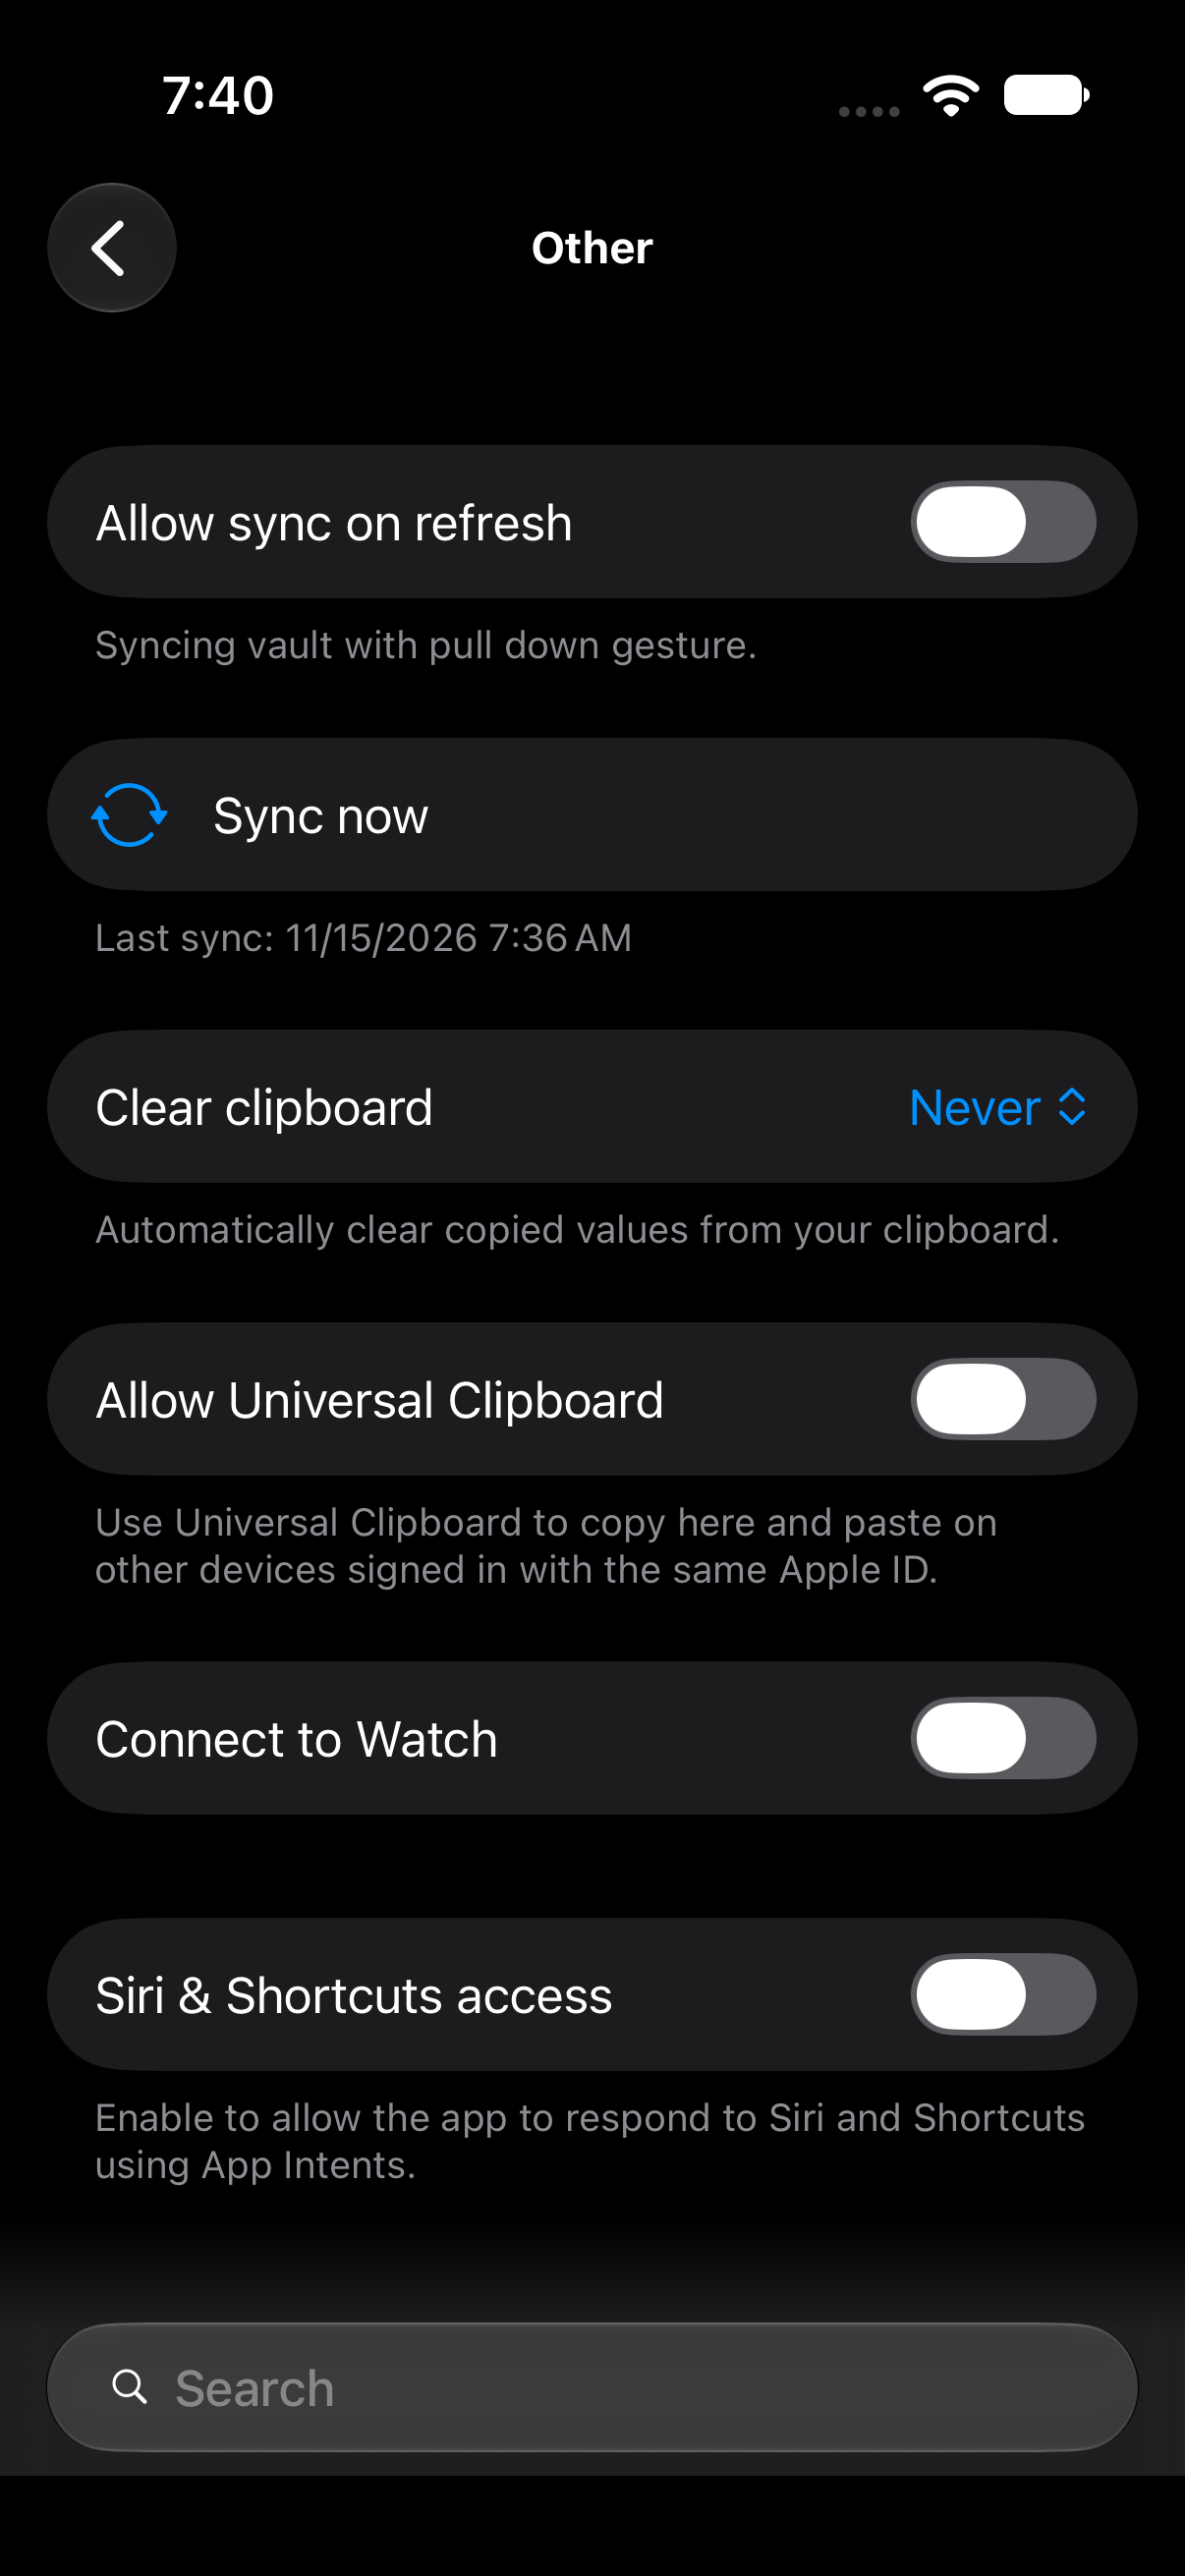 7:40
Other
Allow sync on refresh
Syncing vault with pull down gesture.
Sync now
Last sync: 11/15/2026 7:36 AM
Clear clipboard
Never
Automatically clear copied values from your clipboard.
Allow Universal Clipboard
Use Universal Clipboard to copy here and paste on
other devices signed in with the same Apple ID.
Connect to Watch
Siri & Shortcuts access
Enable to allow the app to respond to Siri and Shortcuts
using App Intents.
Search